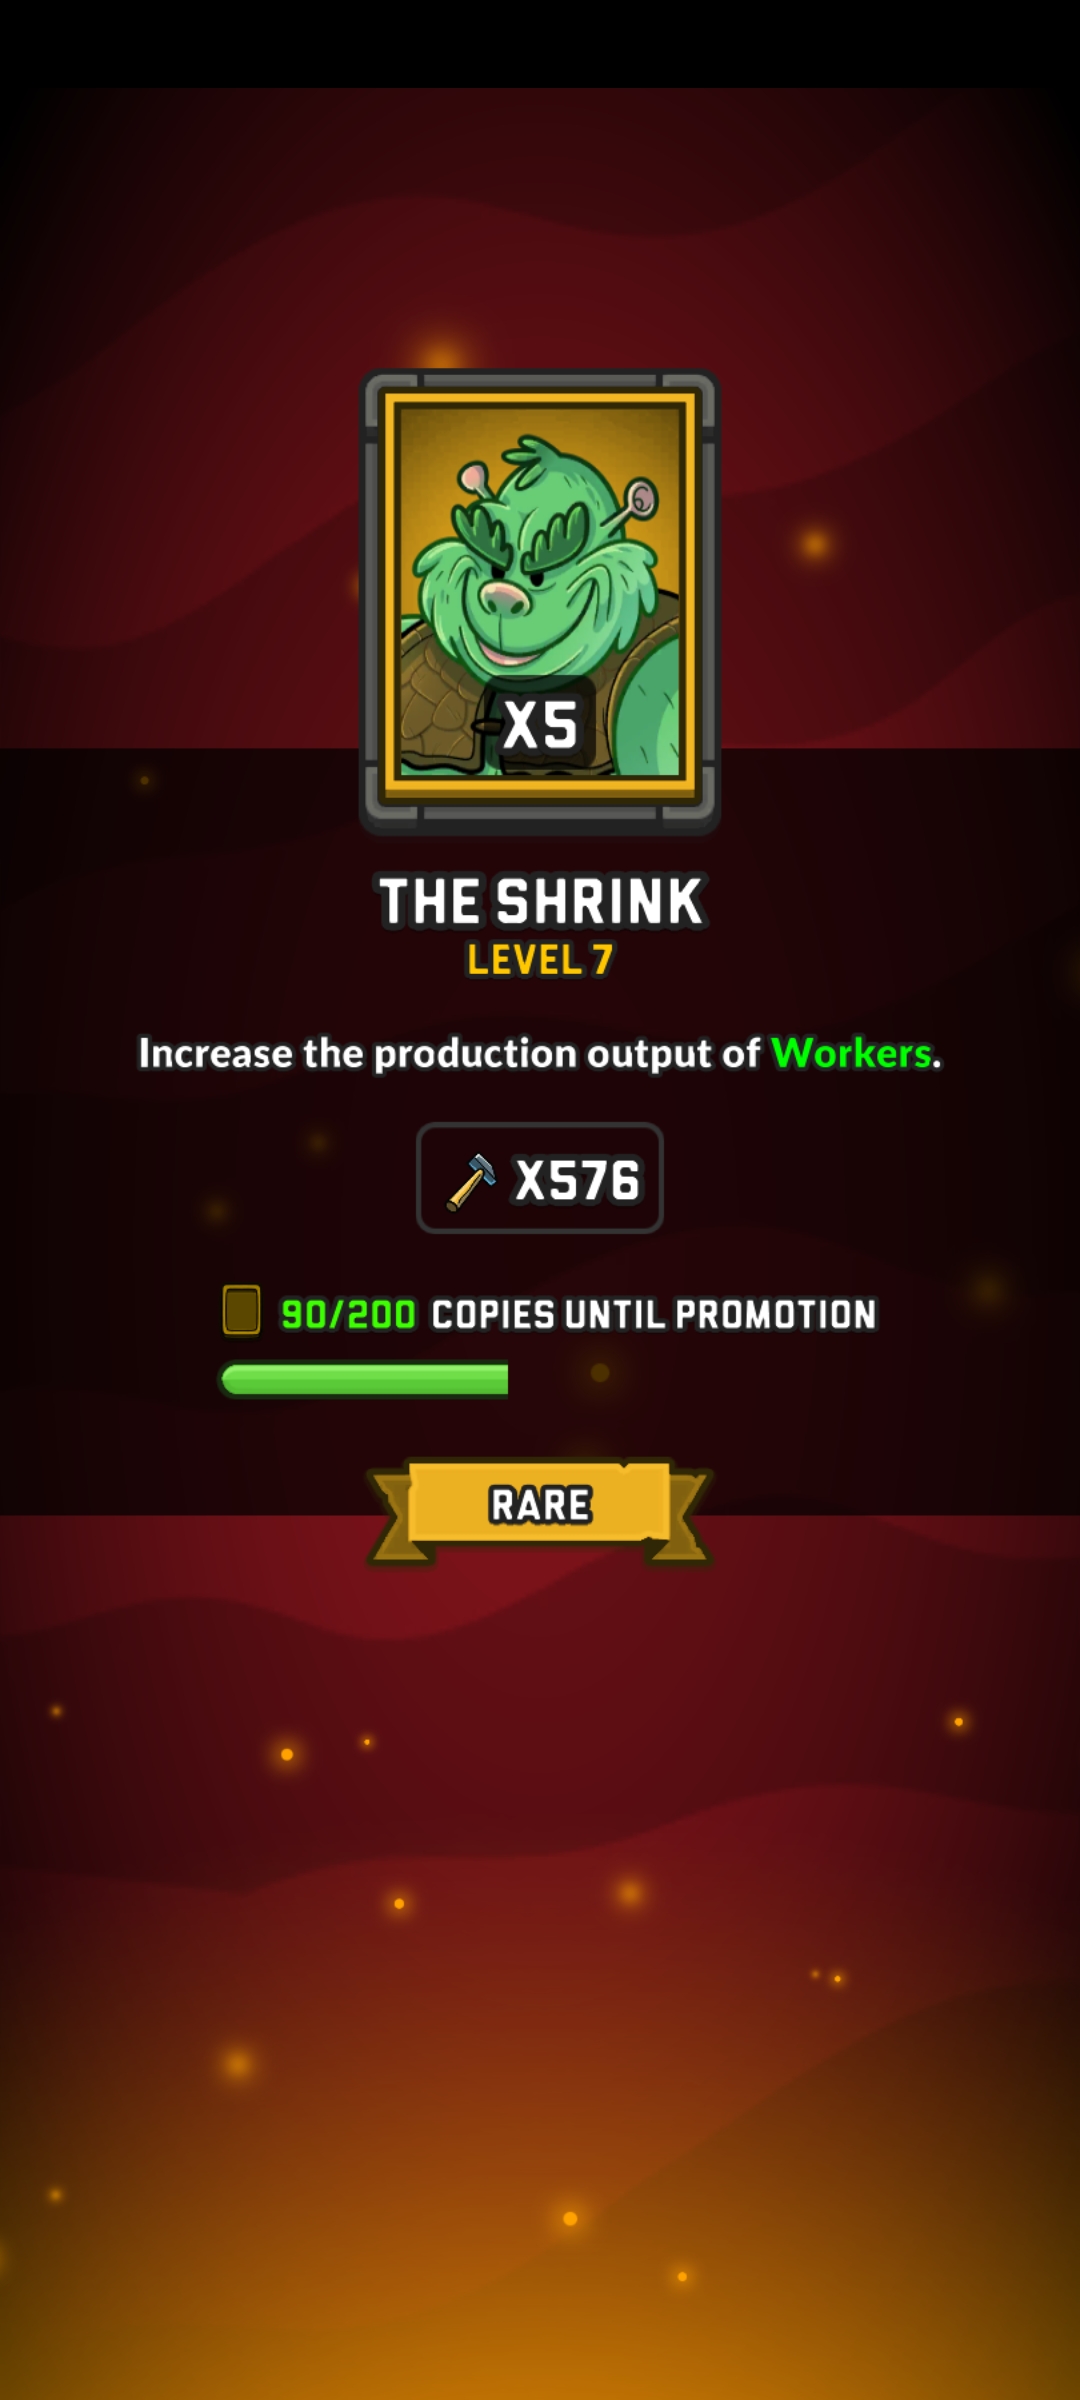 X5
THE SHRINK
LEVEL 7
Increase the production output of Workers.
X576
90/200 COPIES UNTIL PROMOTION
RARE